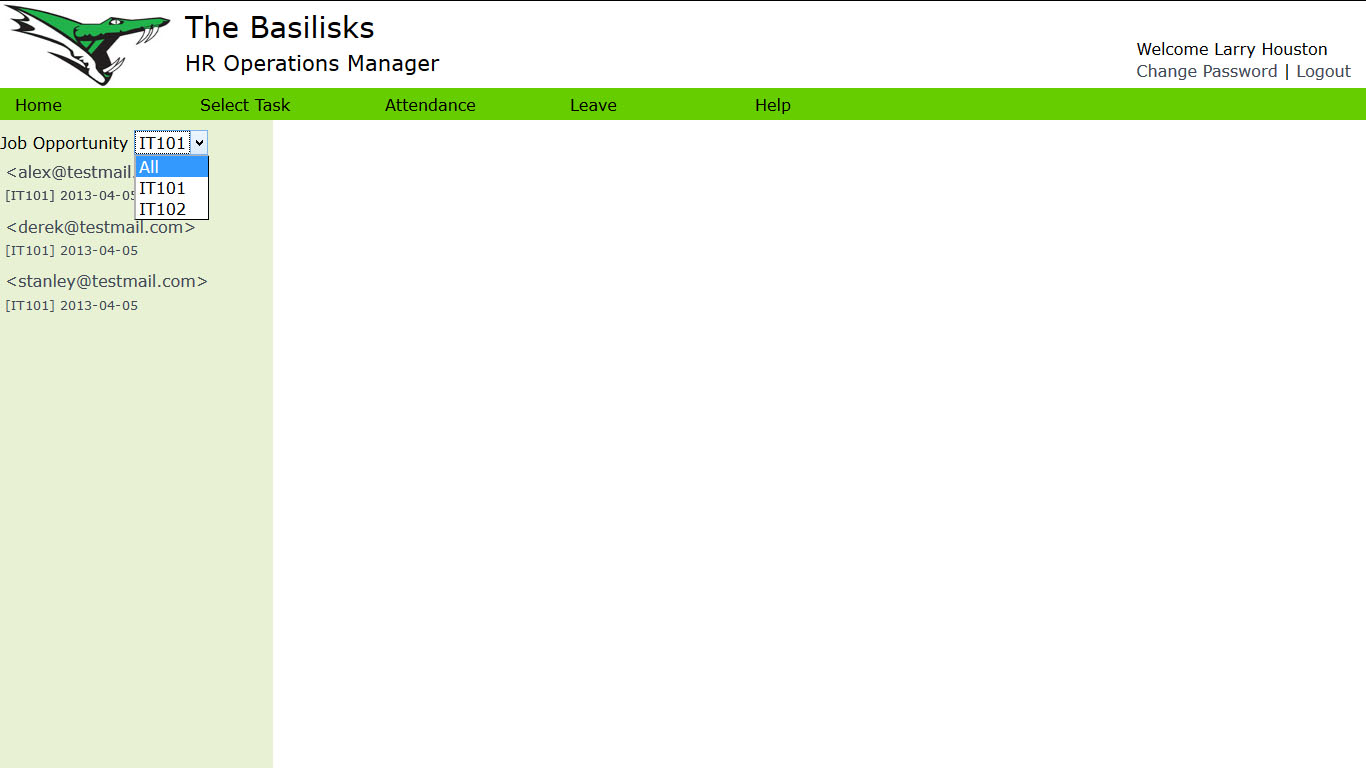 The Basilisks
HR Operations Manager
Welcome Larry Houston
Change Password | Logout
Home Select Task Attendance Leave Help
Job Opportunity IT101
All
<alex@testmail.
IT101
[IT101] 2013-04-05
IT102
<derek@testmail.com>
[IT101] 2013-04-05
<stanley@testmail.com>
[IT101] 2013-04-05